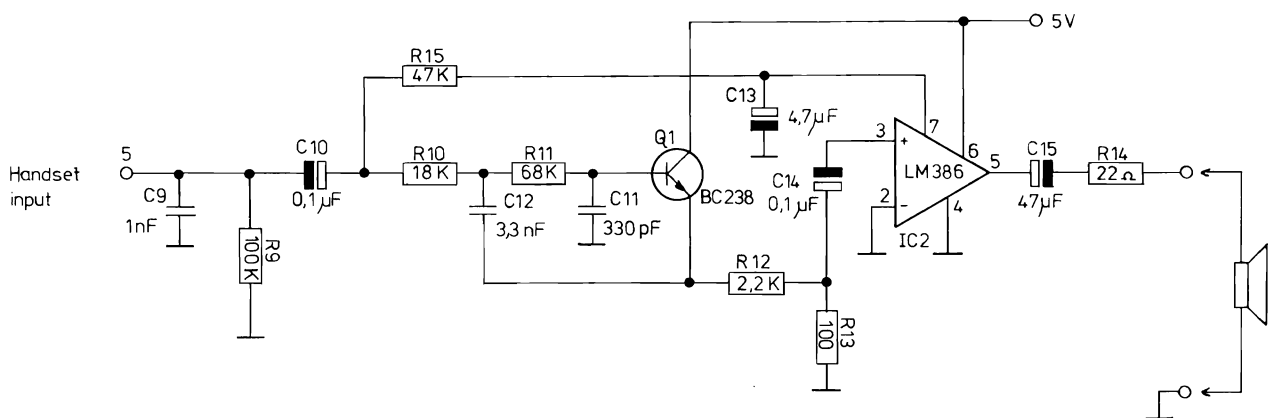 5V
R15
47K
C13
4,7µF
Q1
BC238
3
7
+
6
5
LM386
2
-
4
IC2
C15
47µF
R14
22Ω
Handset
input
5
C10
0,1µF
R10
18K
R11
68K
C9
1nF
R9
100K
C12
3,3nF
C11
330pF
C14
0,1µF
R12
2,2K
R13
100